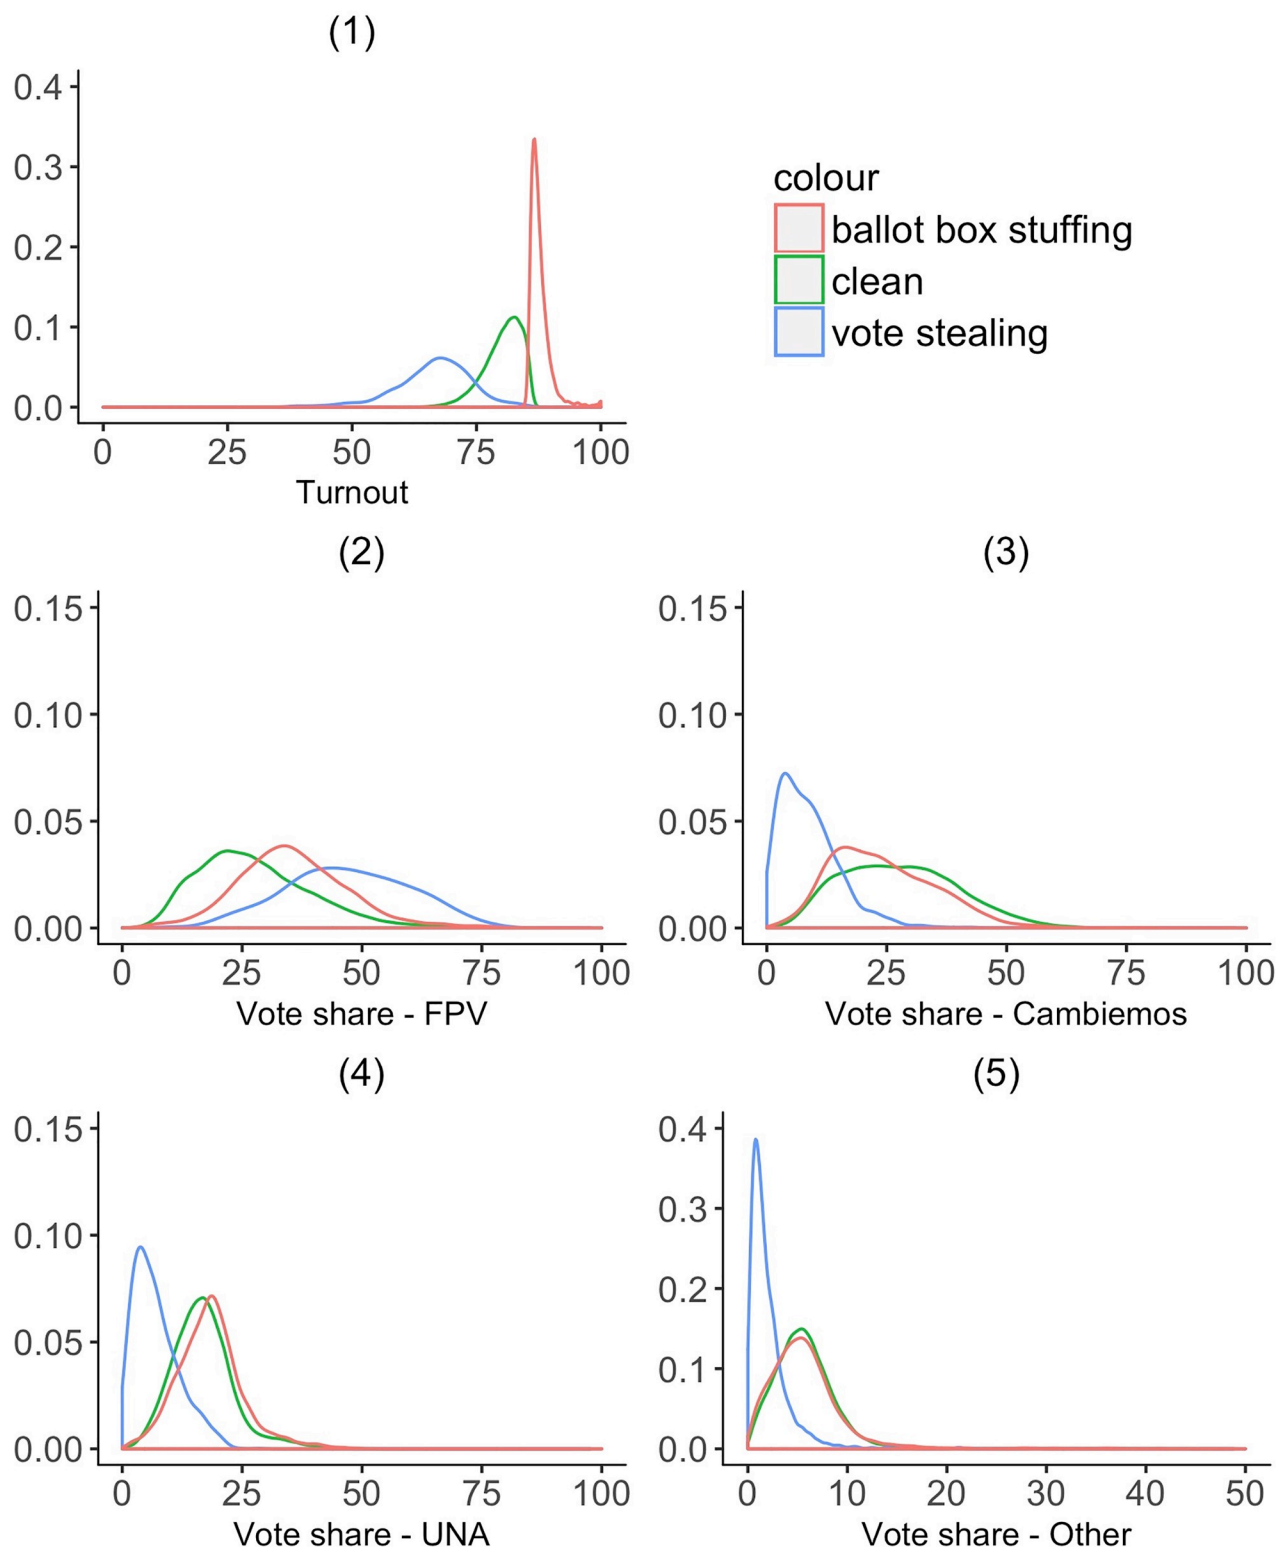 (1)
0.4
0.3
0.2
0.1
0.0
0 25 50 75 100
Turnout
colour
ballot box stuffing
clean
vote stealing
(2)
0.15
0.10
0.05
0.00
0 25 50 75 100
Vote share - FPV
(3)
0.15
0.10
0.05
0.00
0 25 50 75 100
Vote share - Cambiemos
(4)
0.15
0.10
0.05
0.00
0 25 50 75 100
Vote share - UNA
(5)
0.4
0.3
0.2
0.1
0.0
0 10 20 30 40 50
Vote share - Other